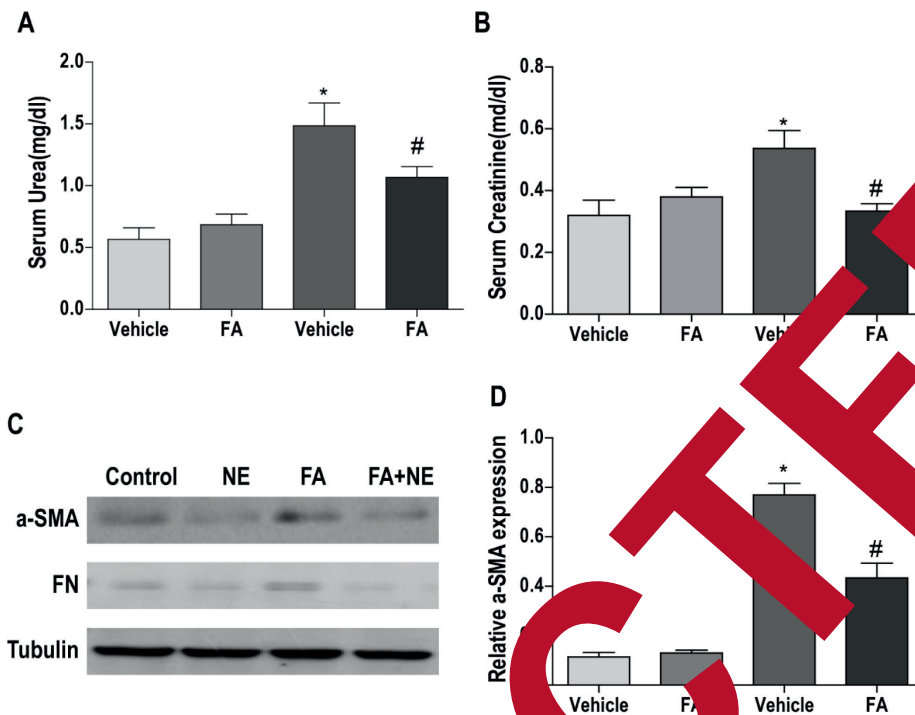 A
Serum Urea(mg/dl)
2.0
1.5
1.0
0.5
0.0
*
#
Vehicle FA Vehicle FA
B
Serum Creatinine(md/dl)
0.8
0.6
0.4
0.2
0.0
*
#
Vehicle FA Vehicle FA
C
Control NE FA FA+NE
a-SMA
FN
Tubulin
D
Relative a-SMA expression
1.0
0.8
0.6
0.4
*
#
Vehicle FA Vehicle FA
CTE